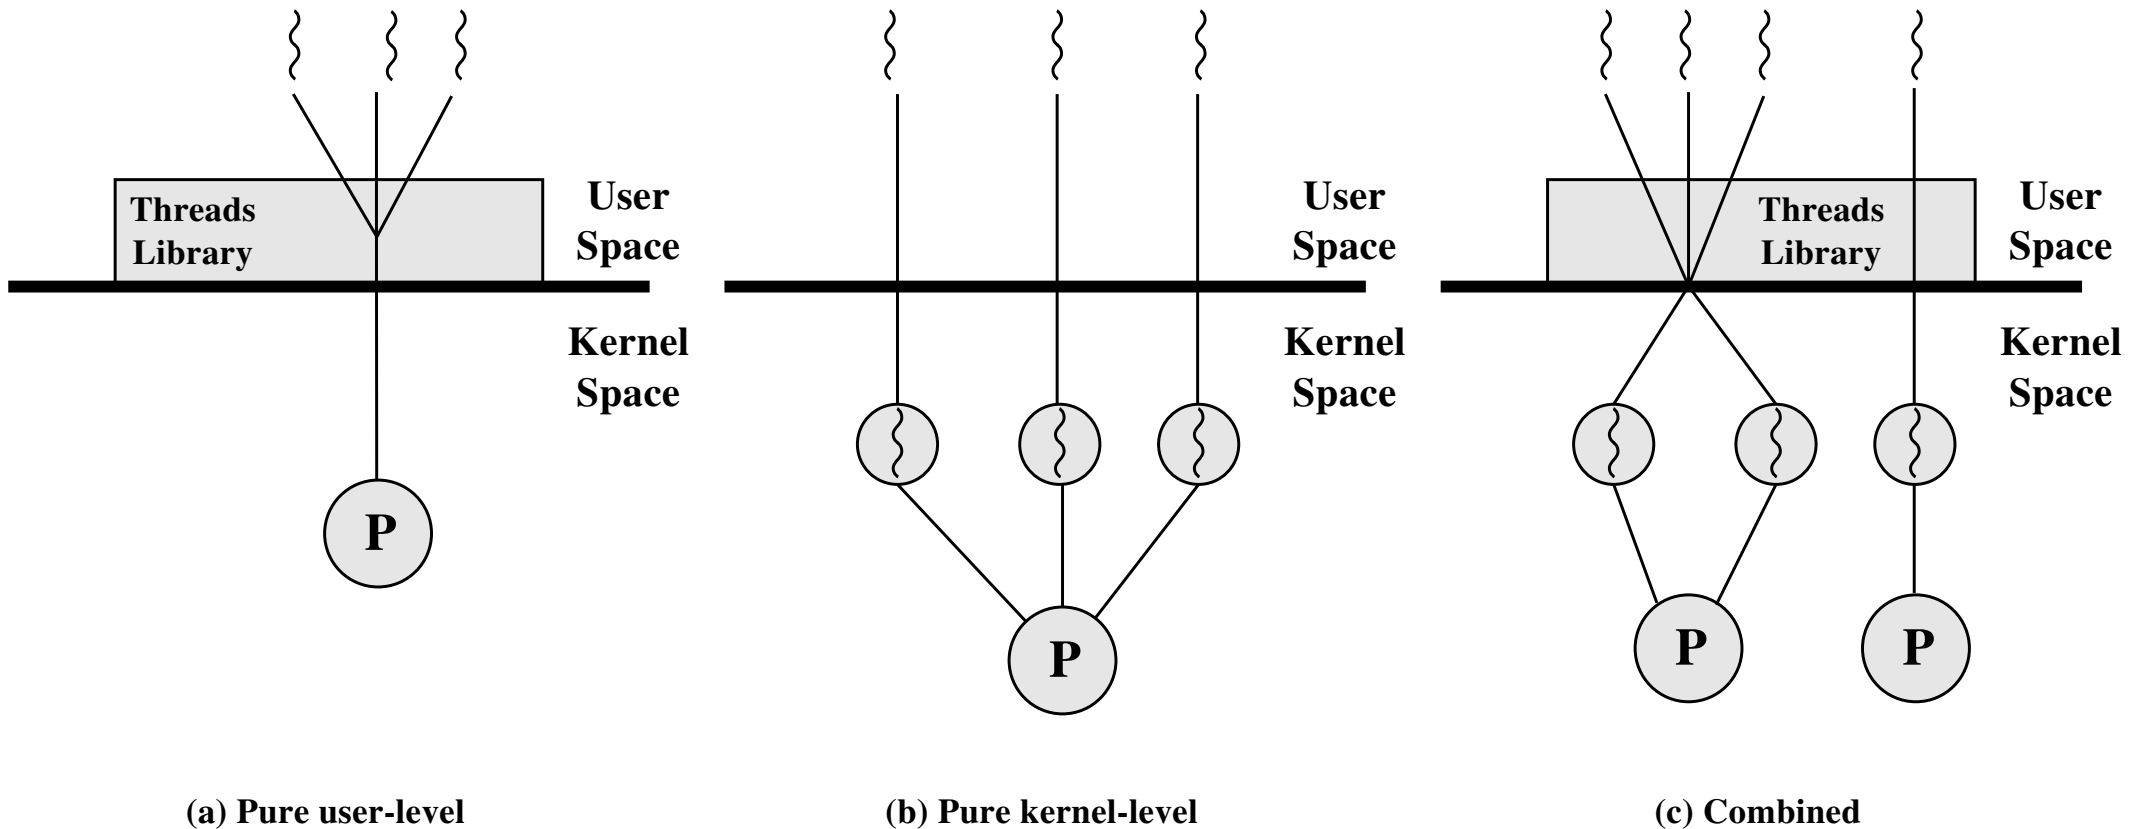 Threads
Library
User
Space
Kernel
Space
P
(a) Pure user-level
User
Space
Kernel
Space
P
(b) Pure kernel-level
Threads
Library
User
Space
Kernel
Space
P
P
(c) Combined